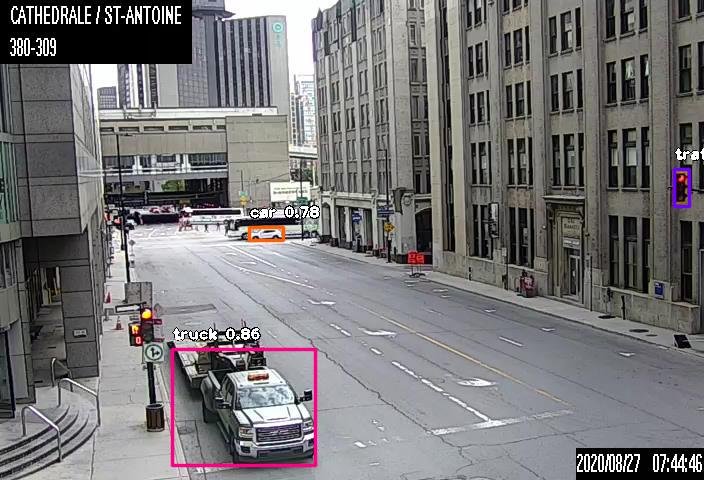 CATHEDRALE / ST-ANTOINE
380-309
car 0.78
traf
truck 0.86
2020/08/27 07:44:46